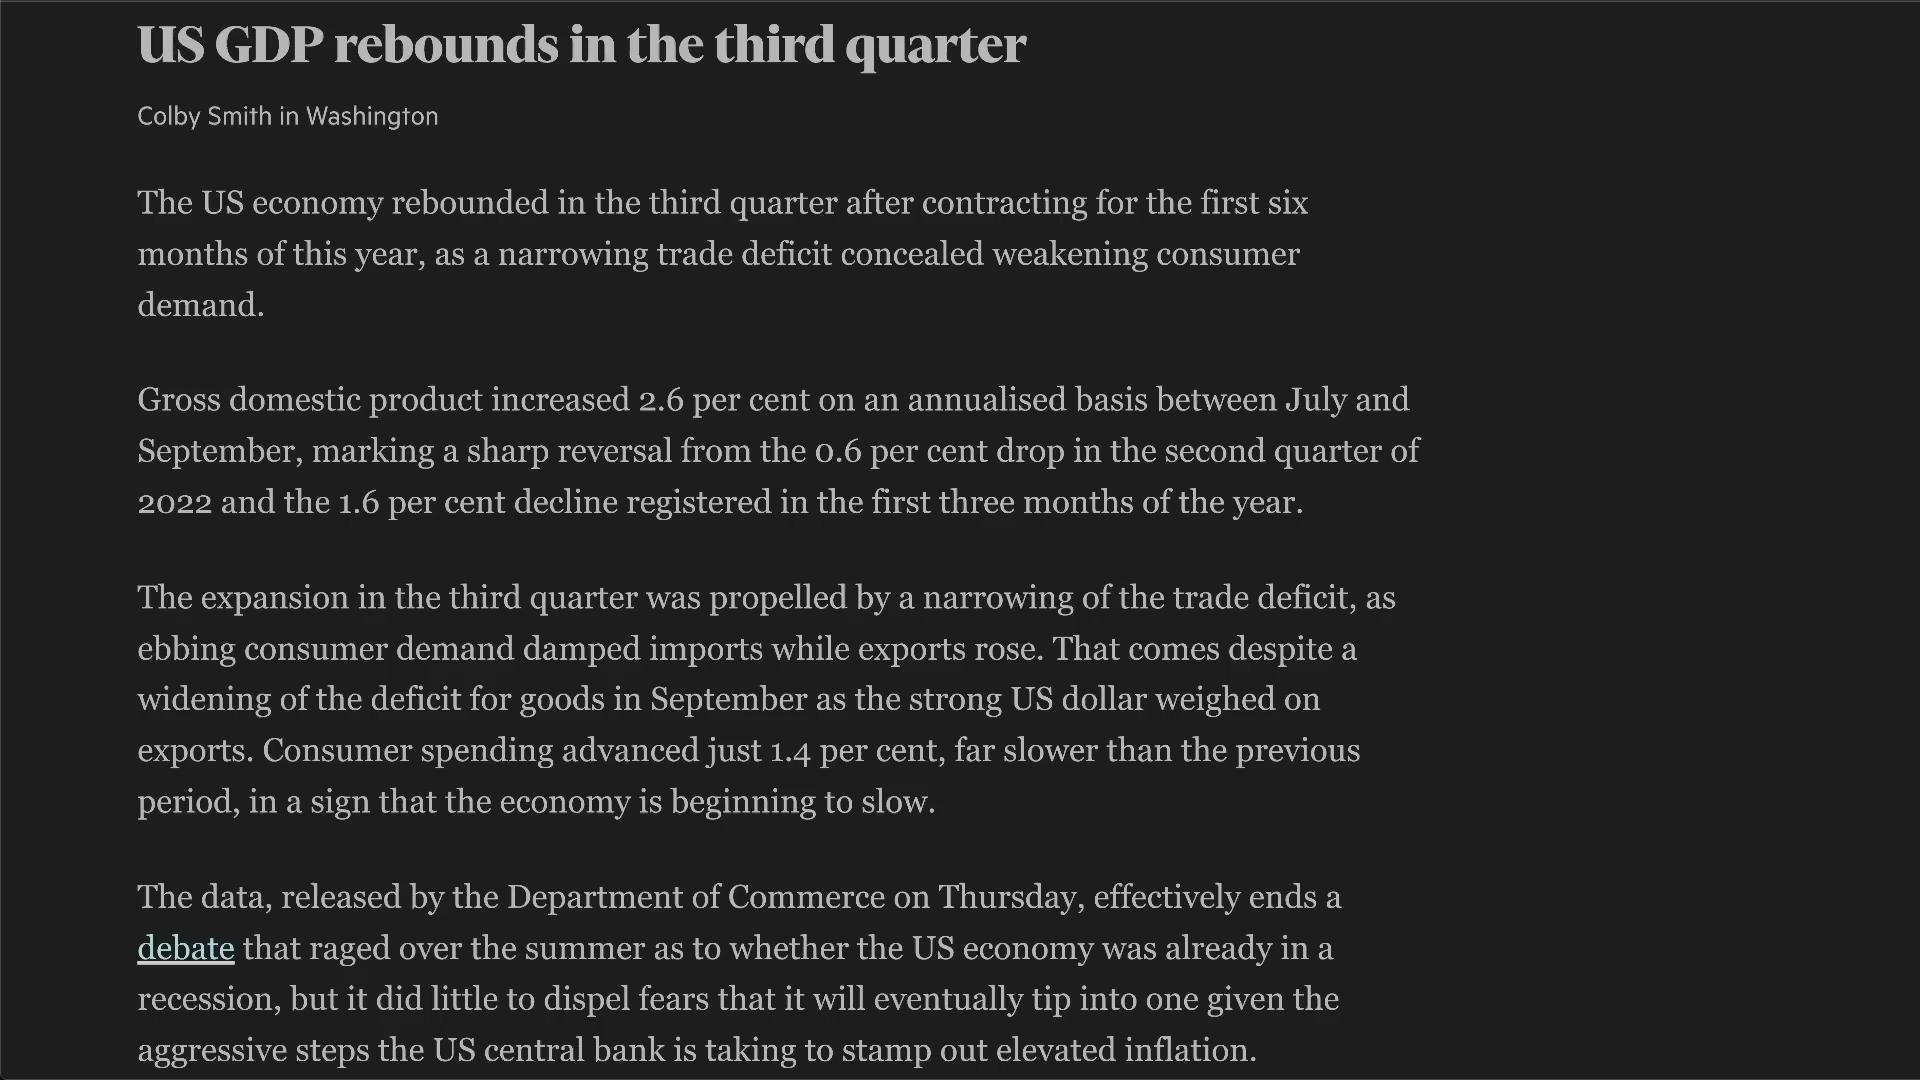 US GDP rebounds in the third quarter
Colby Smith in Washington
The US economy rebounded in the third quarter after contracting for the first six
months of this year, as a narrowing trade deficit concealed weakening consumer
demand.
Gross domestic product increased 2.6 per cent on an annualised basis between July and
September, marking a sharp reversal from the 0.6 per cent drop in the second quarter of
2022 and the 1.6 per cent decline registered in the first three months of the year.
The expansion in the third quarter was propelled by a narrowing of the trade deficit, as
ebbing consumer demand damped imports while exports rose. That comes despite a
widening of the deficit for goods in September as the strong US dollar weighed on
exports. Consumer spending advanced just 1.4 per cent, far slower than the previous
period, in a sign that the economy is beginning to slow.
The data, released by the Department of Commerce on Thursday, effectively ends a
debate that raged over the summer as to whether the US economy was already in a
recession, but it did little to dispel fears that it will eventually tip into one given the
aggressive steps the US central bank is taking to stamp out elevated inflation.